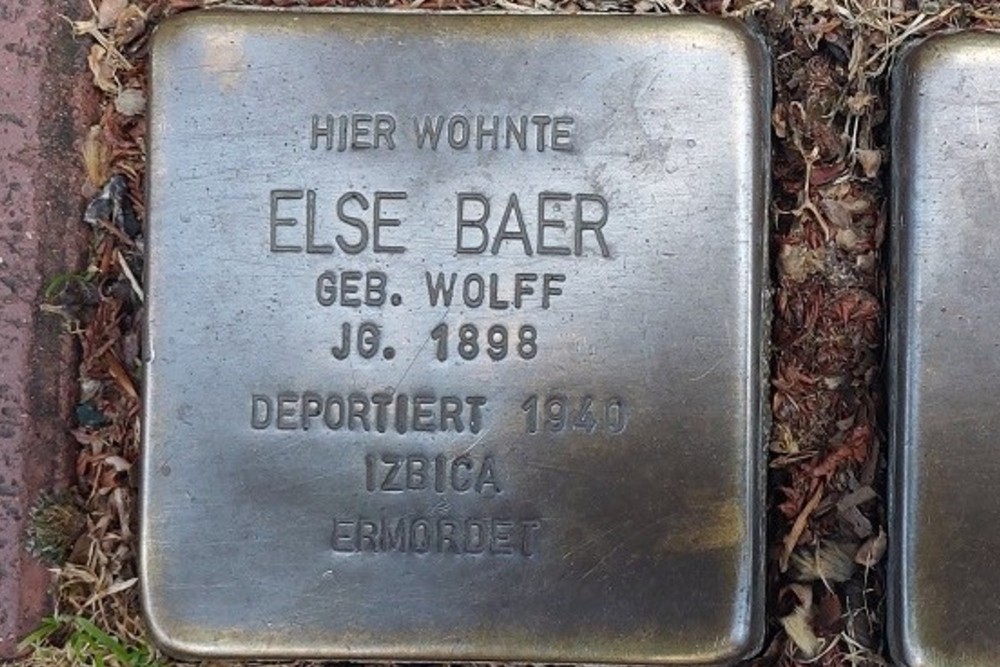 HIER WOHNTE
ELSE BAER
GEB. WOLFF
JG. 1898
DEPORTIERT 1940
IZBICA
ERMORDET